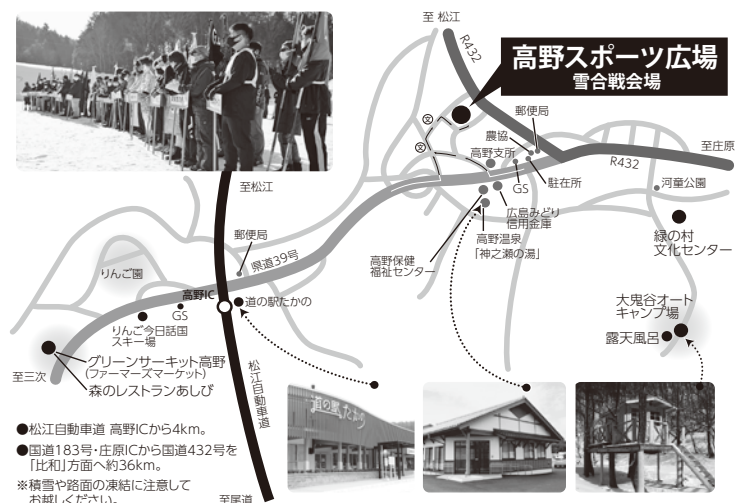 至 松江
R432
高野スポーツ広場
雪合戦会場
郵便局
農協
高野支所
文
文
至庄原
R432
GS
駐在所
河童公園
広島みどり
信用金庫
高野温泉
「神之瀬の湯」
高野保健
福祉センター
緑の村
文化センター
至松江
郵便局
県道39号
りんご園
高野IC
道の駅たかの
GS
りんご今日話国
スキー場
大鬼谷オート
キャンプ場
露天風呂
グリーンサーキット高野
(ファーマーズマーケット)
森のレストランあしび
至三次
松江自動車道
道の駅たかの
●松江自動車道 高野ICから4km。
●国道183号・庄原ICから国道432号を
「比和」方面へ約36km。
※積雪や路面の凍結に注意して
お越しください。
至尾道